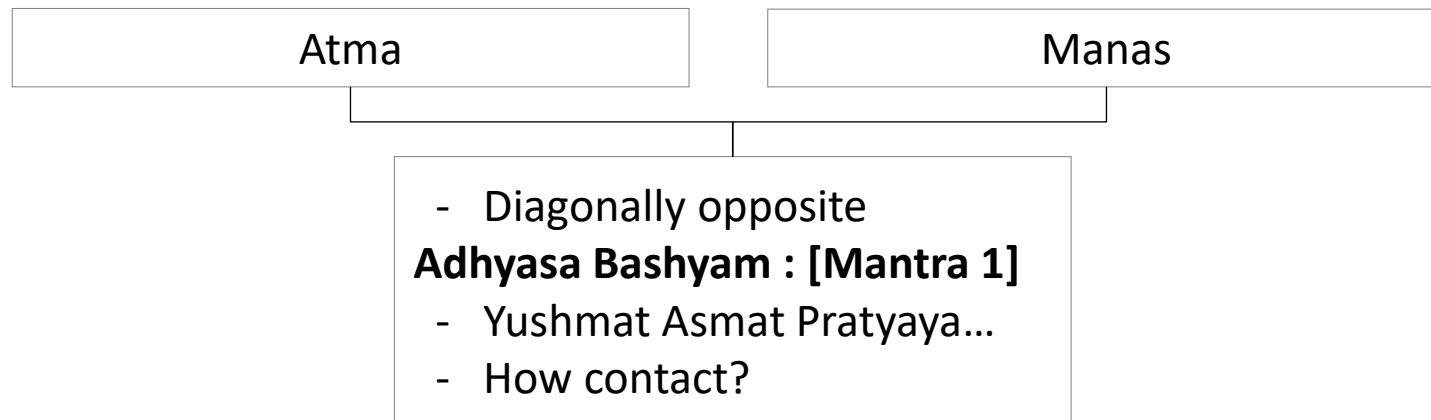 Atma
Manas
- Diagonally opposite
Adhyasa Bashyam : [Mantra 1]
- Yushmat Asmat Pratyaya…
- How contact?